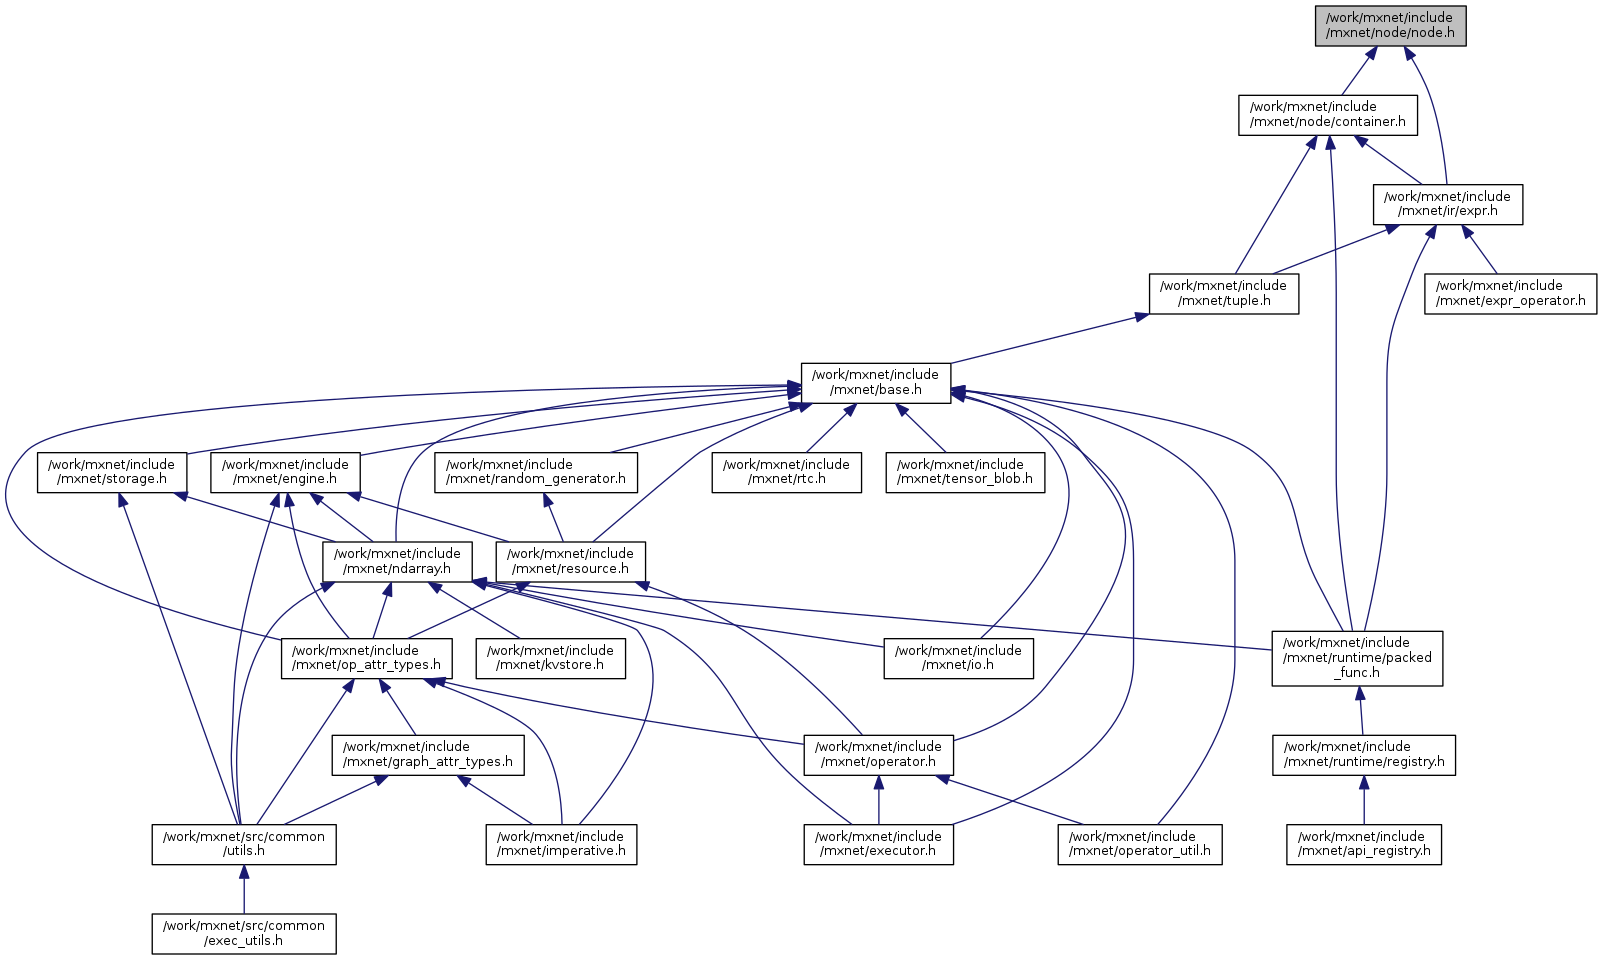 /work/mxnet/include
/mxnet/node/node.h
/work/mxnet/include
/mxnet/node/container.h
/work/mxnet/include
/mxnet/ir/expr.h
/work/mxnet/include
/mxnet/tuple.h
/work/mxnet/include
/mxnet/expr_operator.h
/work/mxnet/include
/mxnet/base.h
/work/mxnet/include
/mxnet/storage.h
/work/mxnet/include
/mxnet/engine.h
/work/mxnet/include
/mxnet/random_generator.h
/work/mxnet/include
/mxnet/rtc.h
/work/mxnet/include
/mxnet/tensor_blob.h
/work/mxnet/include
/mxnet/ndarray.h
/work/mxnet/include
/mxnet/resource.h
/work/mxnet/include
/mxnet/op_attr_types.h
/work/mxnet/include
/mxnet/kvstore.h
/work/mxnet/include
/mxnet/io.h
/work/mxnet/include
/mxnet/runtime/packed
_func.h
/work/mxnet/include
/mxnet/graph_attr_types.h
/work/mxnet/include
/mxnet/operator.h
/work/mxnet/include
/mxnet/runtime/registry.h
/work/mxnet/src/common
/utils.h
/work/mxnet/include
/mxnet/imperative.h
/work/mxnet/include
/mxnet/executor.h
/work/mxnet/include
/mxnet/operator_util.h
/work/mxnet/include
/mxnet/api_registry.h
/work/mxnet/src/common
/exec_utils.h